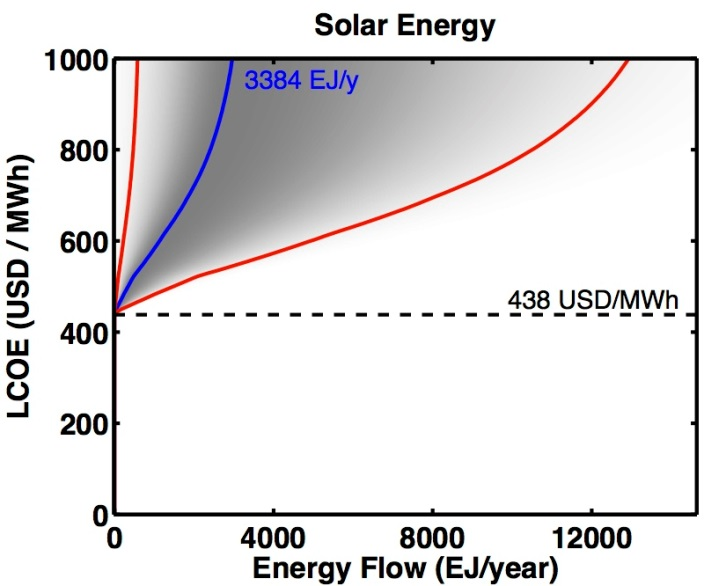 Solar Energy
1000
3384 EJ/y
800
600
438 USD/MWh
400
200
0
0 4000 8000 12000
LCOE (USD / MWh)
Energy Flow (EJ/year)